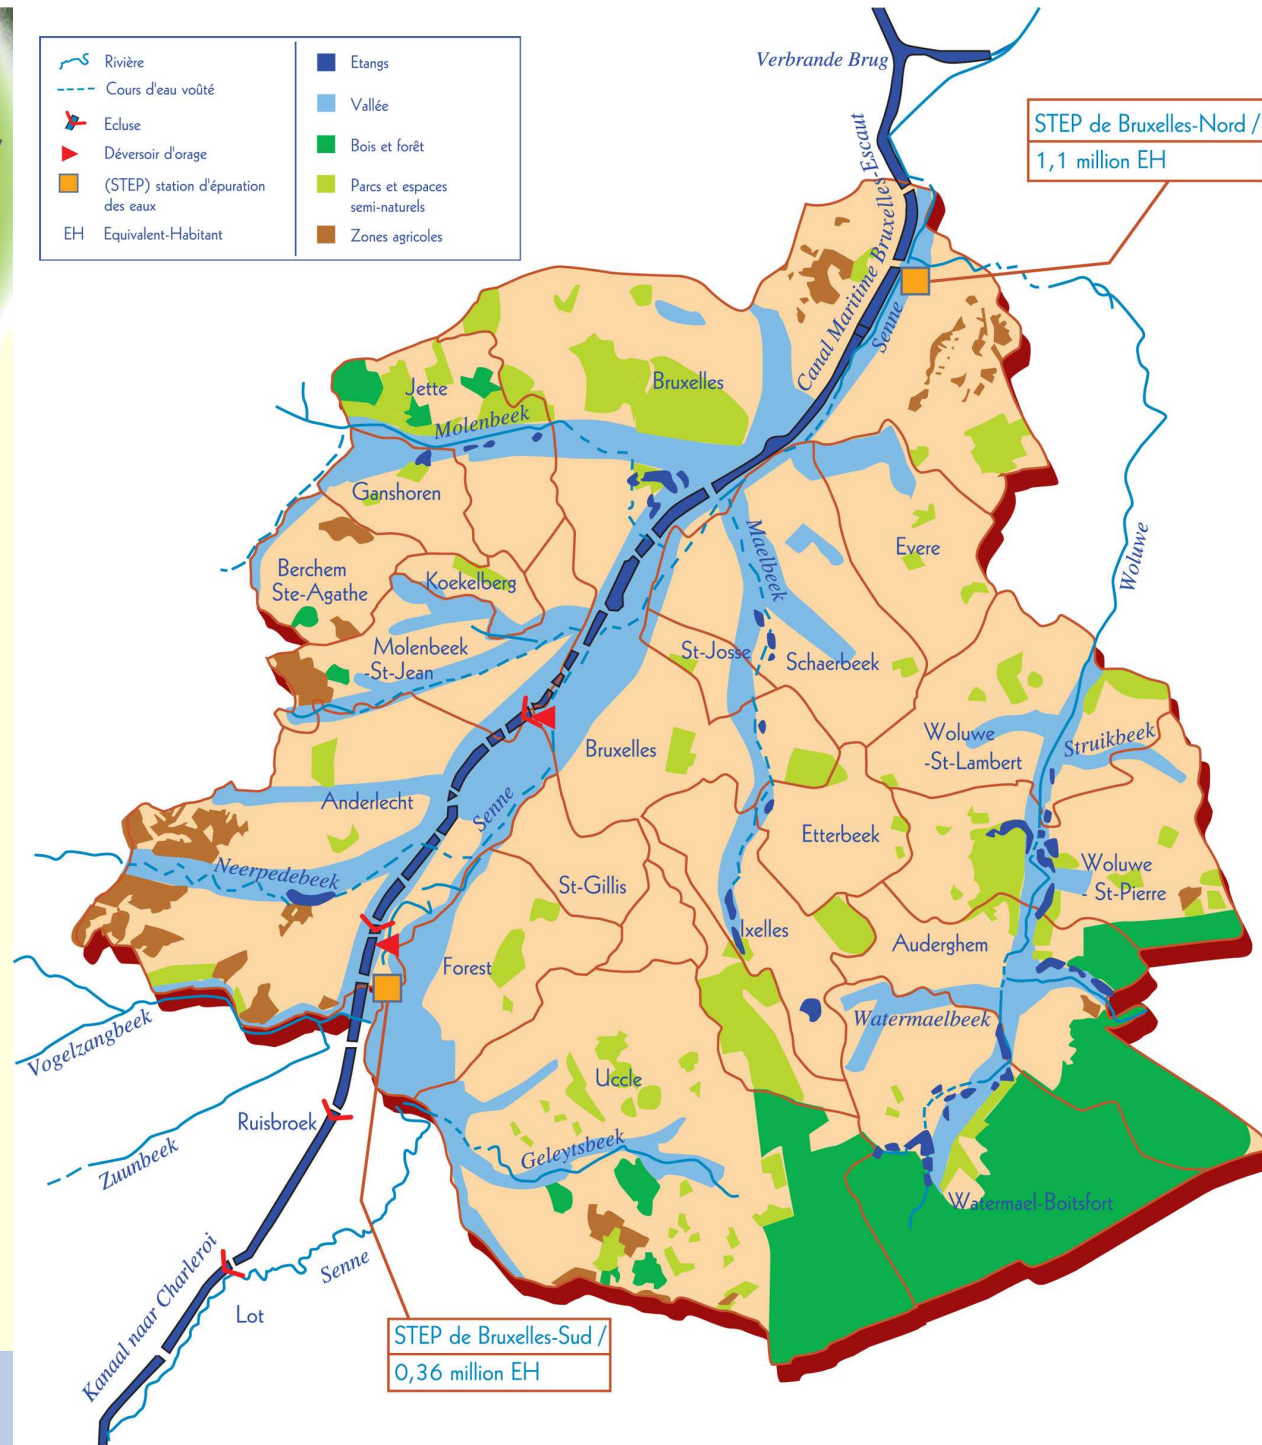 Rivière
Cours d'eau voûté
Ecluse
Déversoir d'orage
(STEP) station d'épuration
des eaux
EH Equivalent-Habitant
Etangs
Vallée
Bois et forêt
Parcs et espaces
semi-naturels
Zones agricoles
Verbrande Brug
STEP de Bruxelles-Nord /
1,1 million EH
Canal Maritime Bruxelles-Escaut
Senne
Jette
Bruxelles
Molenbeek
Ganshoren
Maelbeek
Evere
Woluwe
Berchem
Ste-Agathe
Koekelberg
Molenbeek
-St-Jean
St-Josse
Schaerbeek
Bruxelles
Woluwe
-St-Lambert
Struikbeek
Anderlecht
Senne
Etterbeek
Neerpedebeek
St-Gillis
Woluwe
- St-Pierre
Ixelles
Auderghem
Forest
Vogelzangbeek
Watermaelbeek
Uccle
Ruisbroek
Zuunbeek
Geleytsbeek
Watermael-Boitsfort
Kanaal naar Charleroi
Senne
Lot
STEP de Bruxelles-Sud /
0,36 million EH